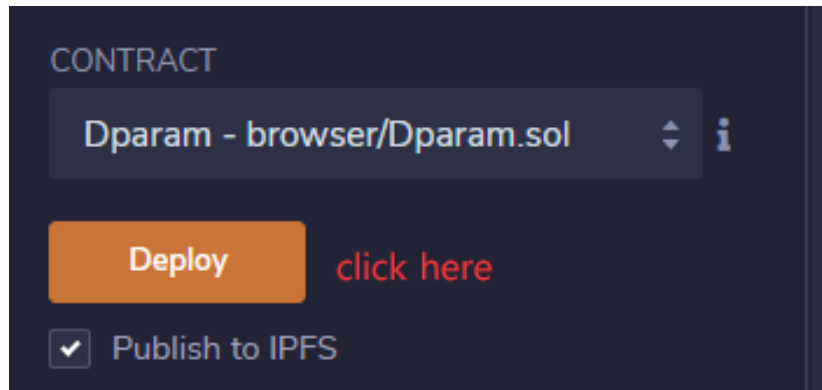 CONTRACT
Dparam - browser/Dparam.sol i
Deploy click here
Publish to IPFS